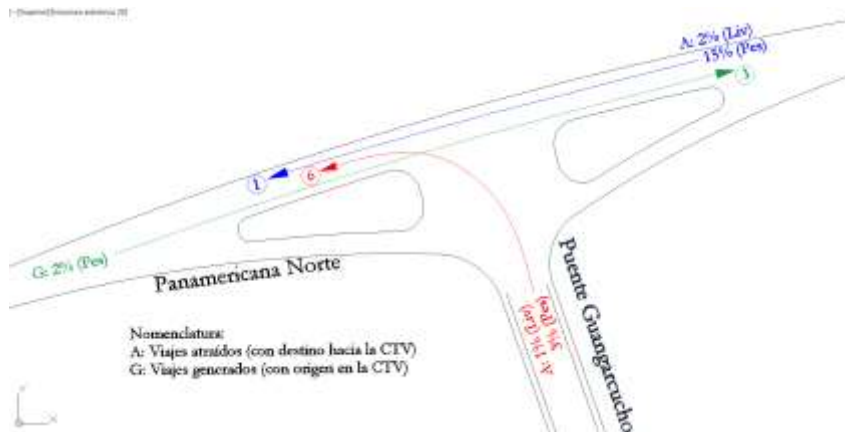 A: 2% (Liv)
15% (Pes)
3
1
6
G: 2% (Pes)
Panamericana Norte
Puente Guangarcucho
A: 1% (Liv)
3% (Pes)
Nomenclatura:
A: Viajes atraídos (con destino hacia la CTV)
G: Viajes generados (con origen en la CTV)
X